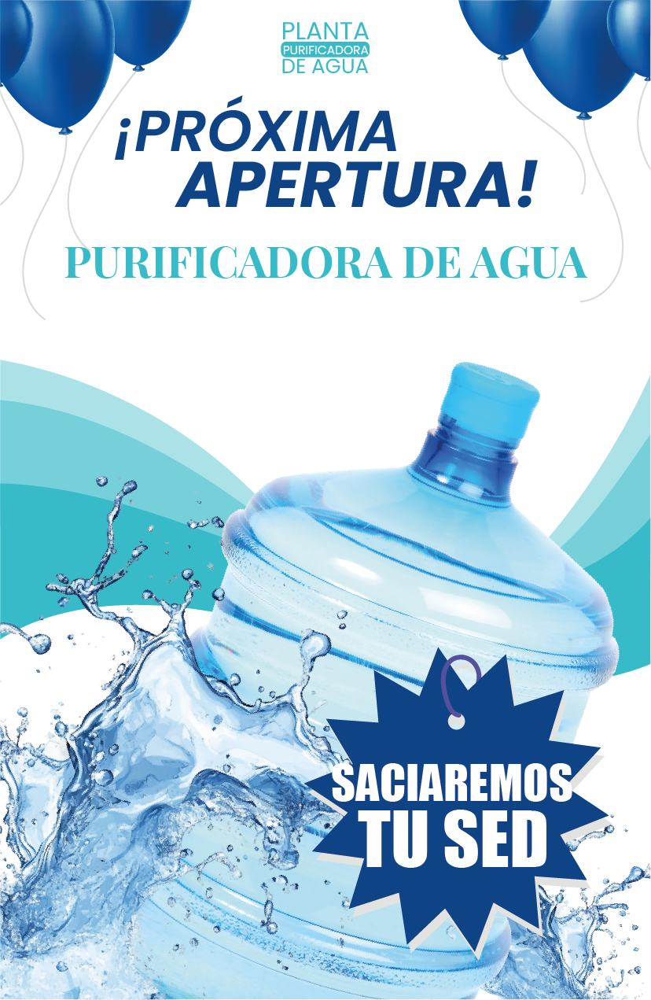 PLANTA
PURIFICADORA
DE AGUA
¡PRÓXIMA
APERTURA!
PURIFICADORA DE AGUA
SACIAREMOS
TU SED